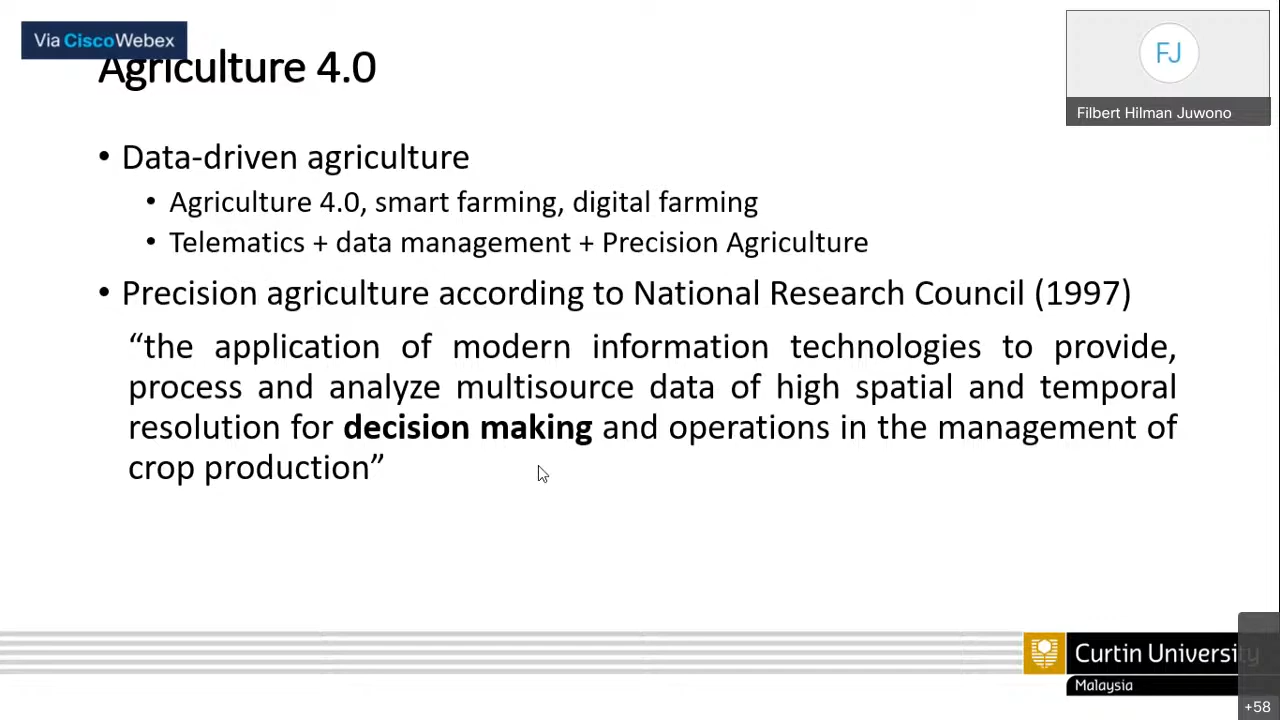 Via Cisco Webex
Agriculture 4.0
FJ
Filbert Hilman Juwono
• Data-driven agriculture
• Agriculture 4.0, smart farming, digital farming
• Telematics + data management + Precision Agriculture
• Precision agriculture according to National Research Council (1997)
“the application of modern information technologies to provide,
process and analyze multisource data of high spatial and temporal
resolution for decision making and operations in the management of
crop production”
Curtin University
Malaysia
+58